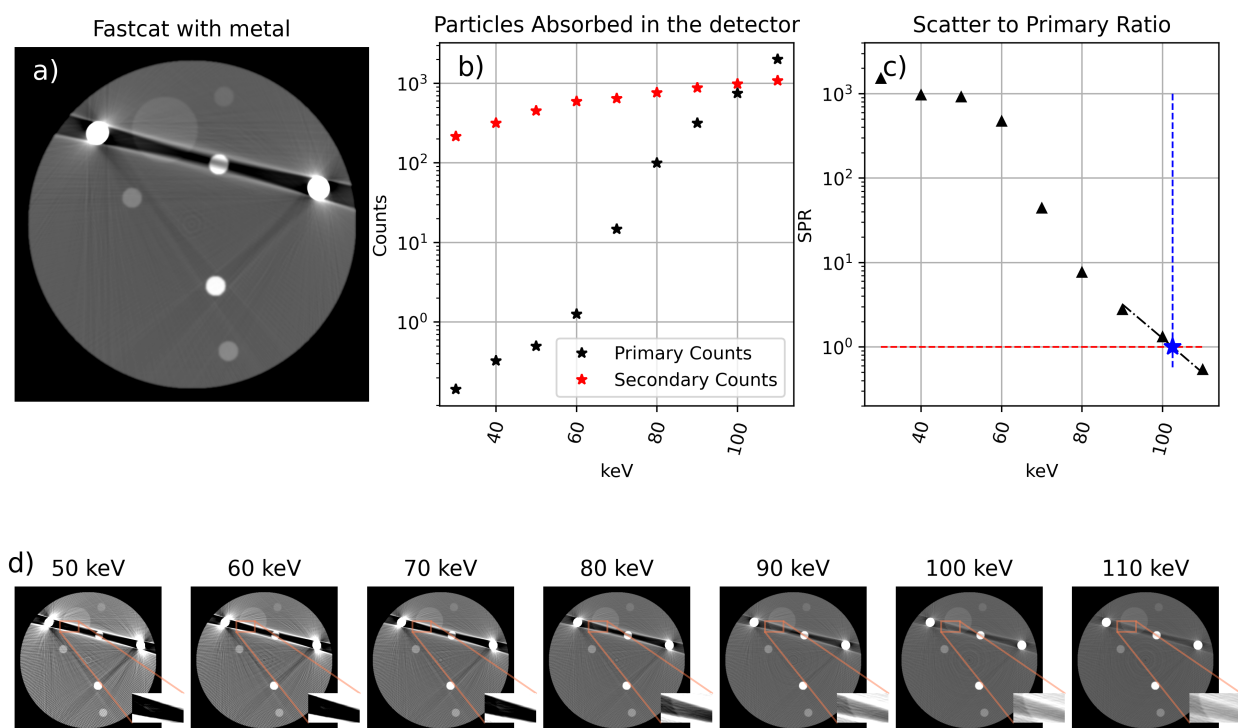 Fastcat with metal
a)
Particles Absorbed in the detector
b)
Counts
10³
10²
10¹
10⁰
Primary Counts
Secondary Counts
40
60
80
100
keV
Scatter to Primary Ratio
c)
SPR
10³
10²
10¹
10⁰
40
60
80
100
keV
d)
50 keV
60 keV
70 keV
80 keV
90 keV
100 keV
110 keV